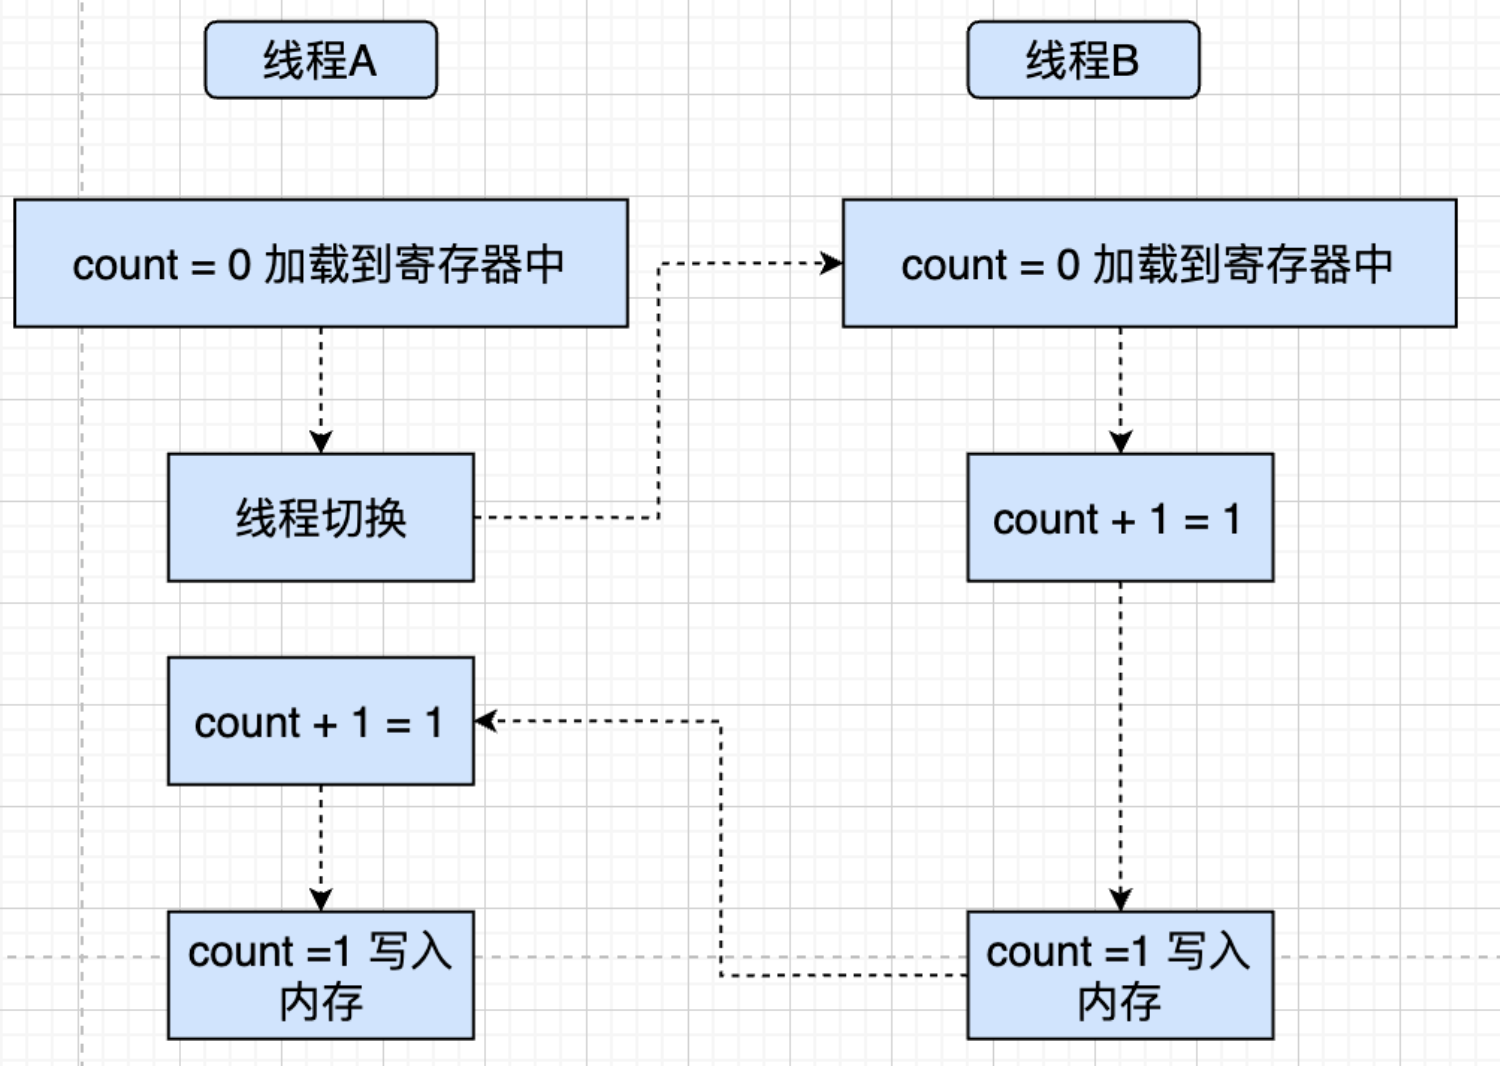 线程A
线程B
count = 0 加载到寄存器中
count = 0 加载到寄存器中
线程切换
count + 1 = 1
count + 1 = 1
count =1 写入
内存
count =1 写入
内存